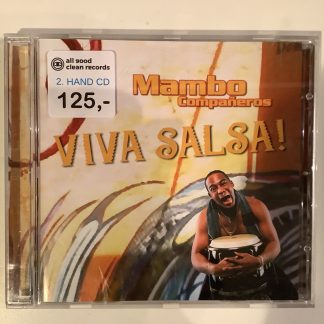 all good
clean records
2. HAND CD
125,-
Mambo
Compañeros
VIVA SALSA!